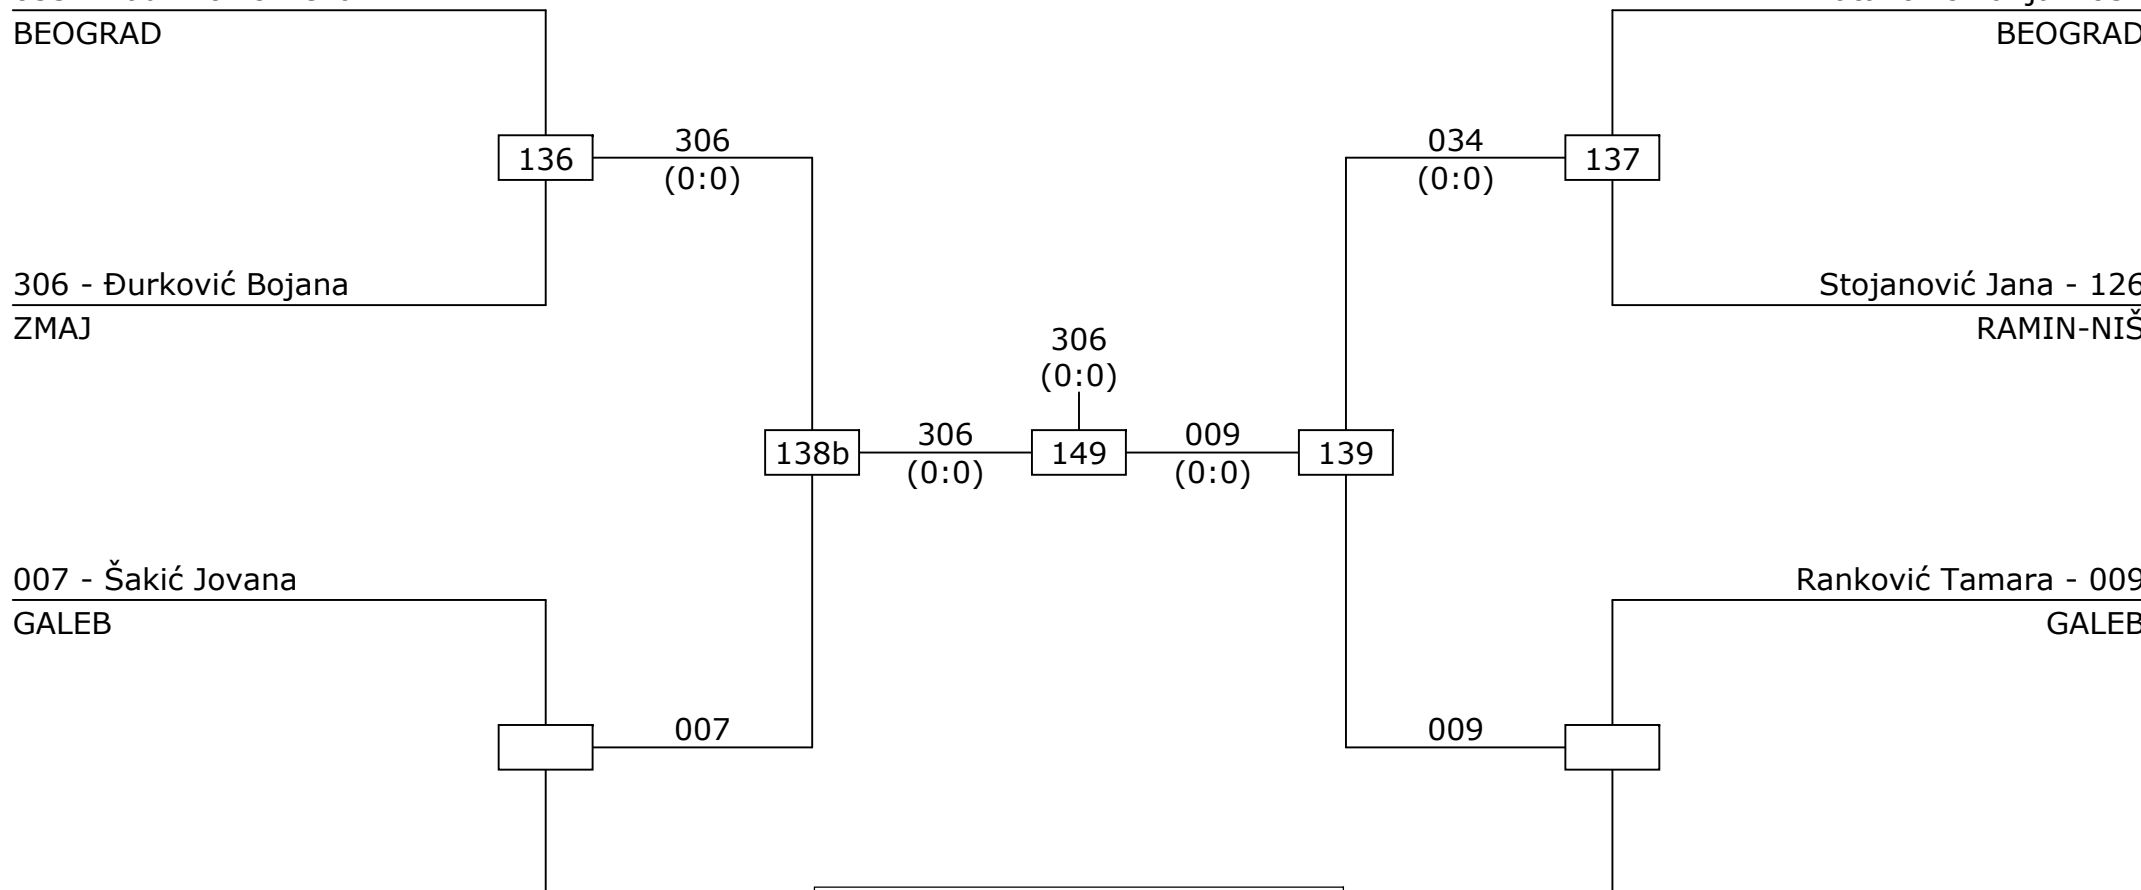 BEOGRAD
BEOGRAD
306
(0:0)
136
034
(0:0)
137
306 - Đurković Bojana
ZMAJ
Stojanović Jana - 126
RAMIN-NIŠ
306
(0:0)
138b
306
(0:0)
149
009
(0:0)
139
007 - Šakić Jovana
GALEB
Ranković Tamara - 009
GALEB
007
009